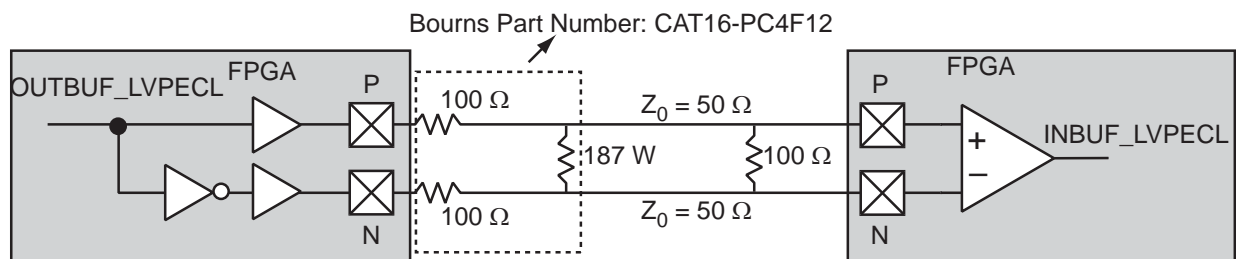 Bourns Part Number: CAT16-PC4F12
OUTBUF_LVPECL
FPGA
P
100 Ω
Z0 = 50 Ω
P
FPGA
187 W
100 Ω
+
−
INBUF_LVPECL
N
100 Ω
Z0 = 50 Ω
N